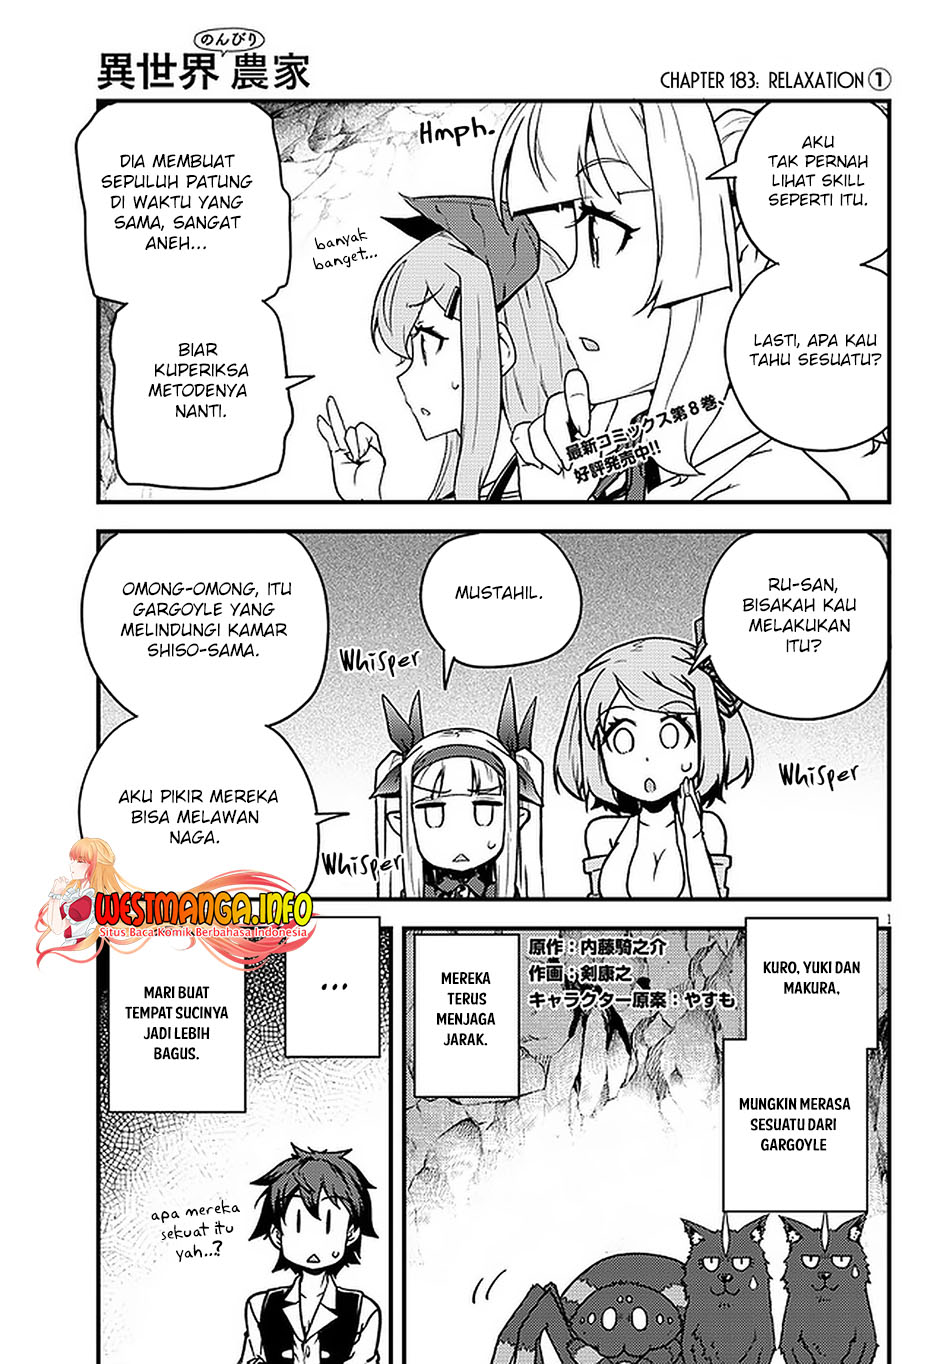 のんびり
異世界 農家
CHAPTER 183: RELAXATION ①
AKU
TAK PERNAH
LIHAT SKILL
SEPERTI ITU.
LASTI, APA KAU
TAHU SESUATU?
Hmph.
最新コミックス第8巻、
好評発売中!!
banyak
banget...
DIA MEMBUAT
SEPULUH PATUNG
DI WAKTU YANG
SAMA, SANGAT
ANEH...
BIAR
KUPERIKSA
METODENYA
NANTI.
RU-SAN,
BISAKAH KAU
MELAKUKAN
ITU?
Whisper
MUSTAHIL.
Whisper
Whisper
OMONG-OMONG, ITU
GARGOYLE YANG
MELINDUNGI KAMAR
SHISO-SAMA.
AKU PIKIR MEREKA
BISA MELAWAN
NAGA.
WESTMANGA.INFO
Situs Baca Komik Berbahasa Indonesia
1
KURO, YUKI DAN
MAKURA,
MUNGKIN MERASA
SESUATU DARI
GARGOYLE
原作：内藤騎之介
作画：剣康之
キャラクター原案：やすも
MEREKA
TERUS
MENJAGA
JARAK.
...
MARI BUAT
TEMPAT SUCINYA
JADI LEBIH
BAGUS.
apa mereka
sekuat itu
yah...?